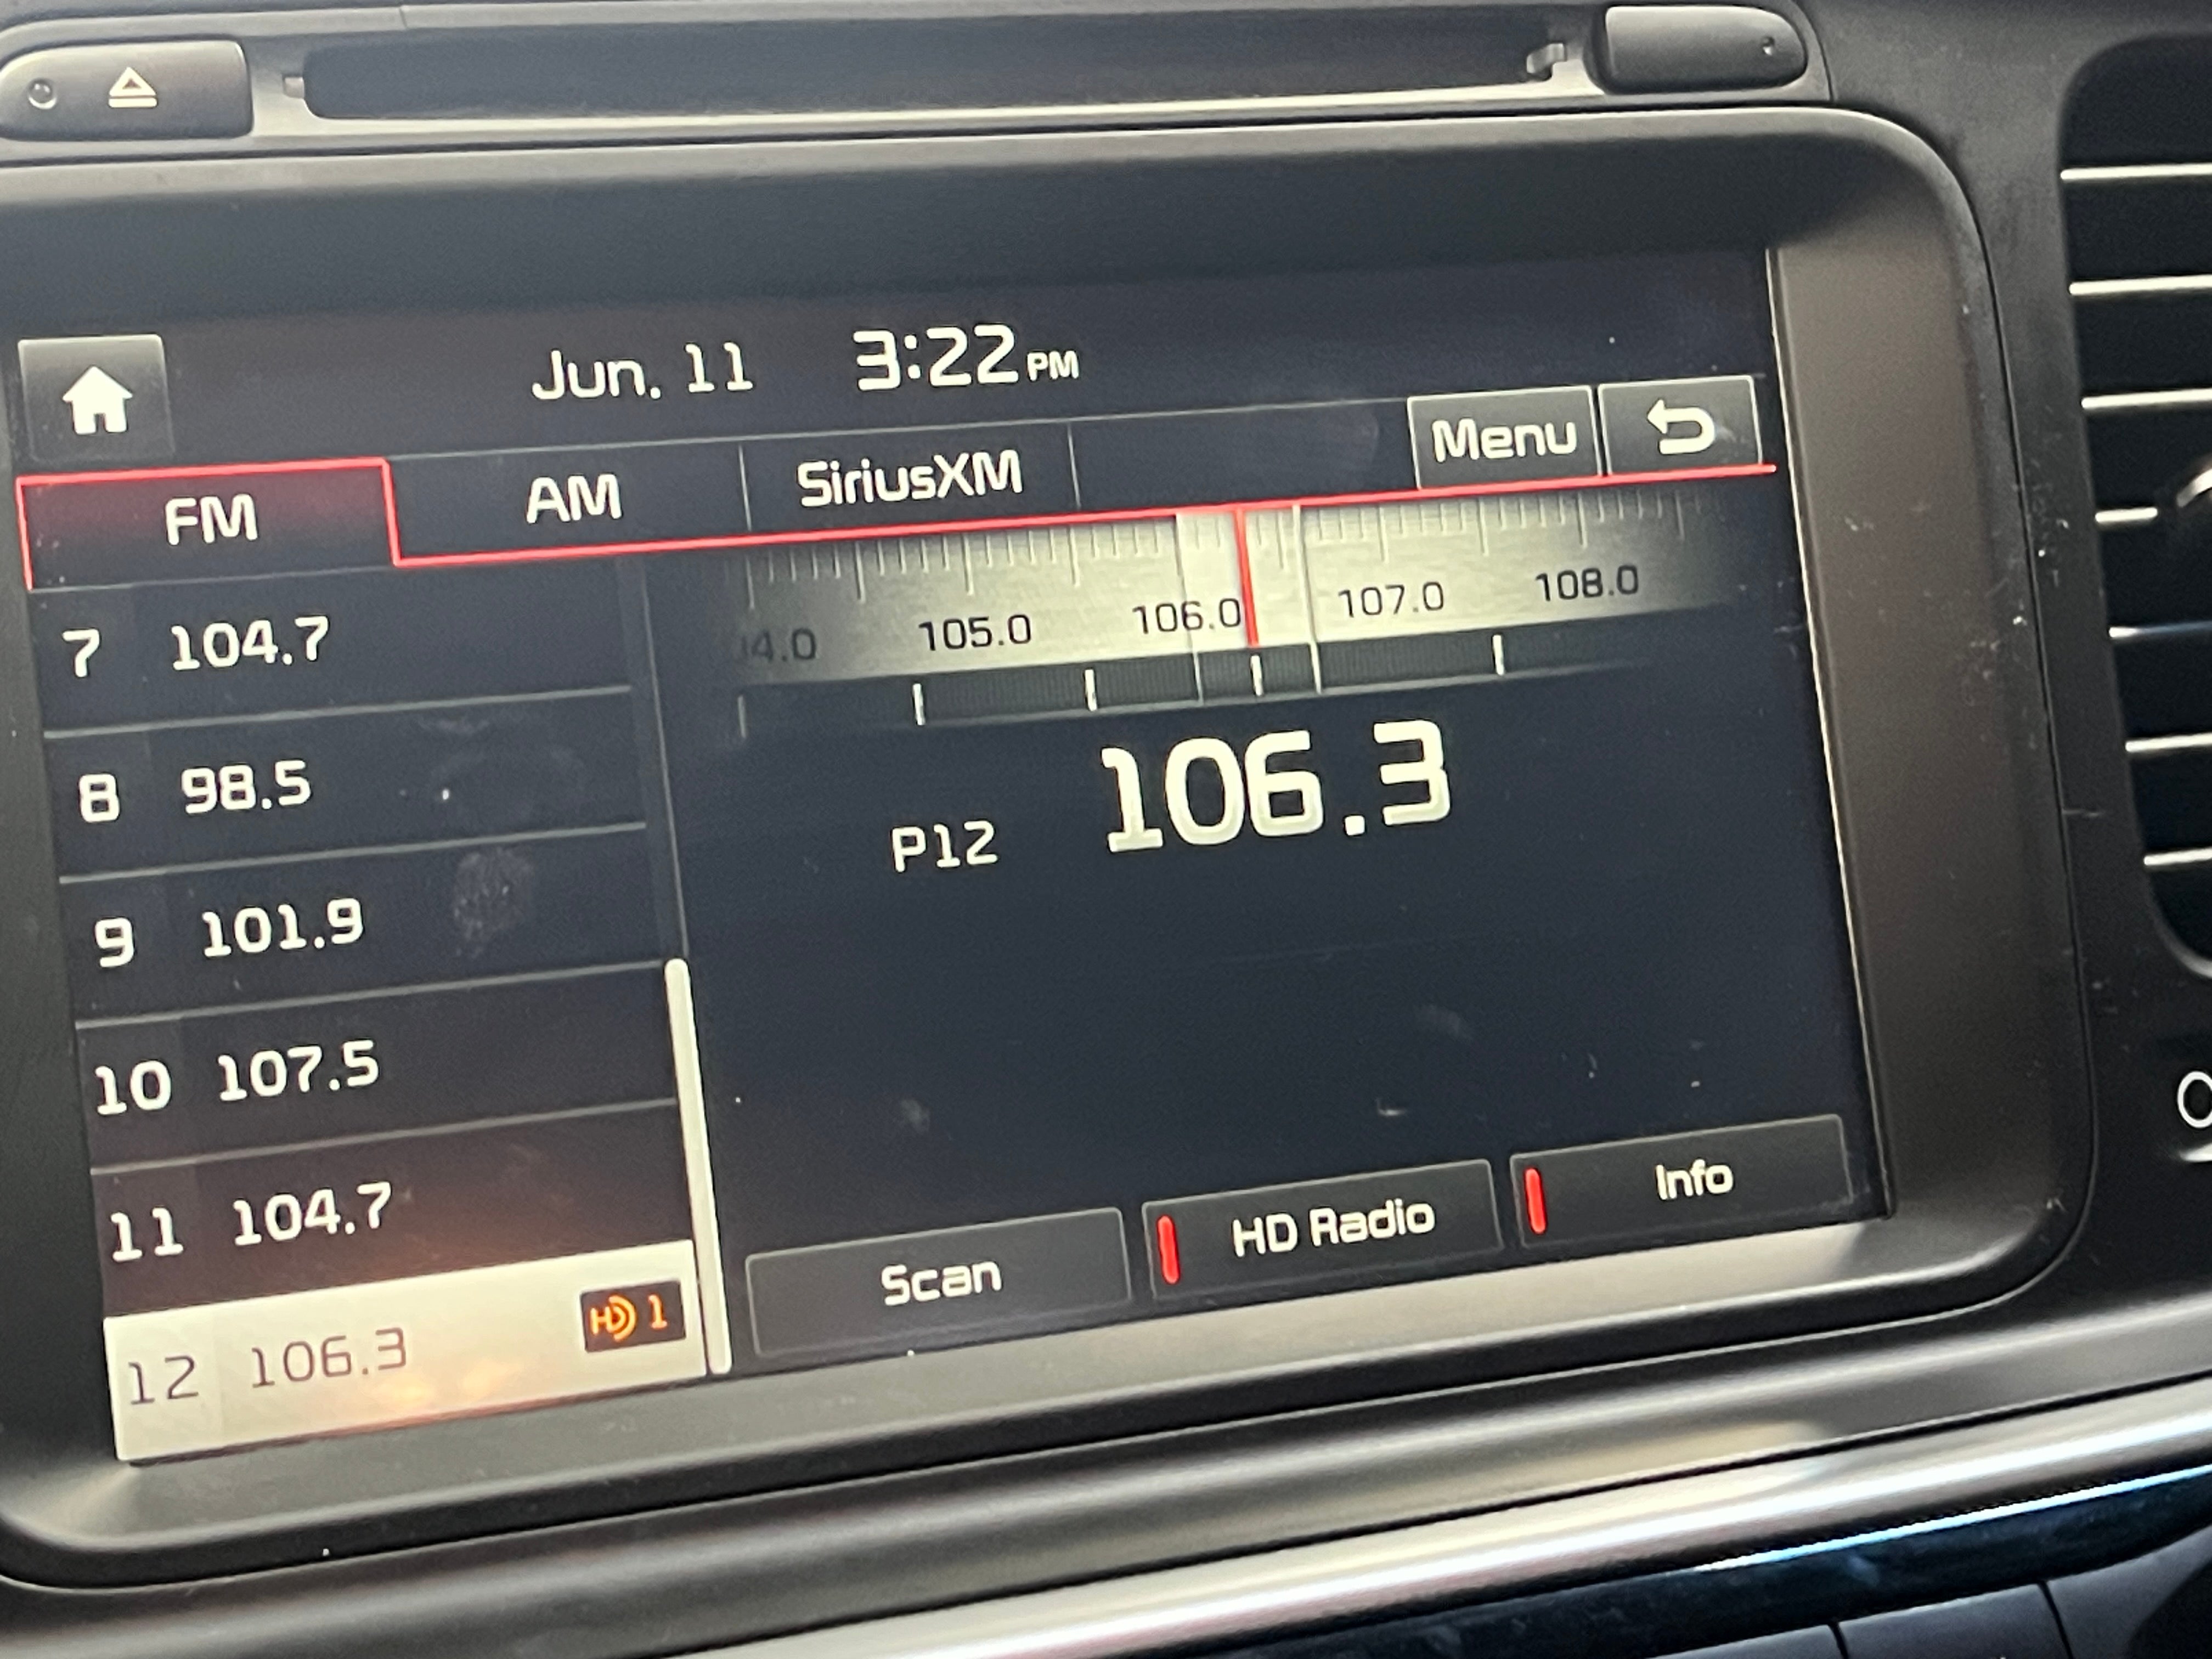 Jun. 11 3:22 PM
Menu
FM AM SiriusXM
105.0 106.0 107.0 108.0
7 104.7
8 98.5
9 101.9
10 107.5
11 104.7
12 106.3 HD 1
P12 106.3
Scan HD Radio Info